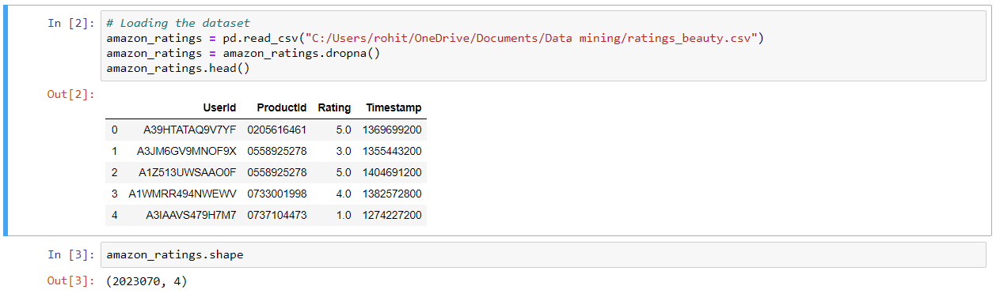 In [2]: # Loading the dataset
amazon_ratings = pd.read_csv("C:/Users/rohit/OneDrive/Documents/Data mining/ratings_beauty.csv")
amazon_ratings = amazon_ratings.dropna()
amazon_ratings.head()
Out[2]:
UserId ProductId Rating Timestamp
0 A39HTATAQ9V7YF 0205616461 5.0 1369699200
1 A3JM6GV9MNOF9X 0558925278 3.0 1355443200
2 A1Z513UWSAAO0F 0558925278 5.0 1404691200
3 A1WMRR494NWEWV 0733001998 4.0 1382572800
4 A3IAAVS479H7M7 0737104473 1.0 1274227200
In [3]: amazon_ratings.shape
Out[3]: (2023070, 4)